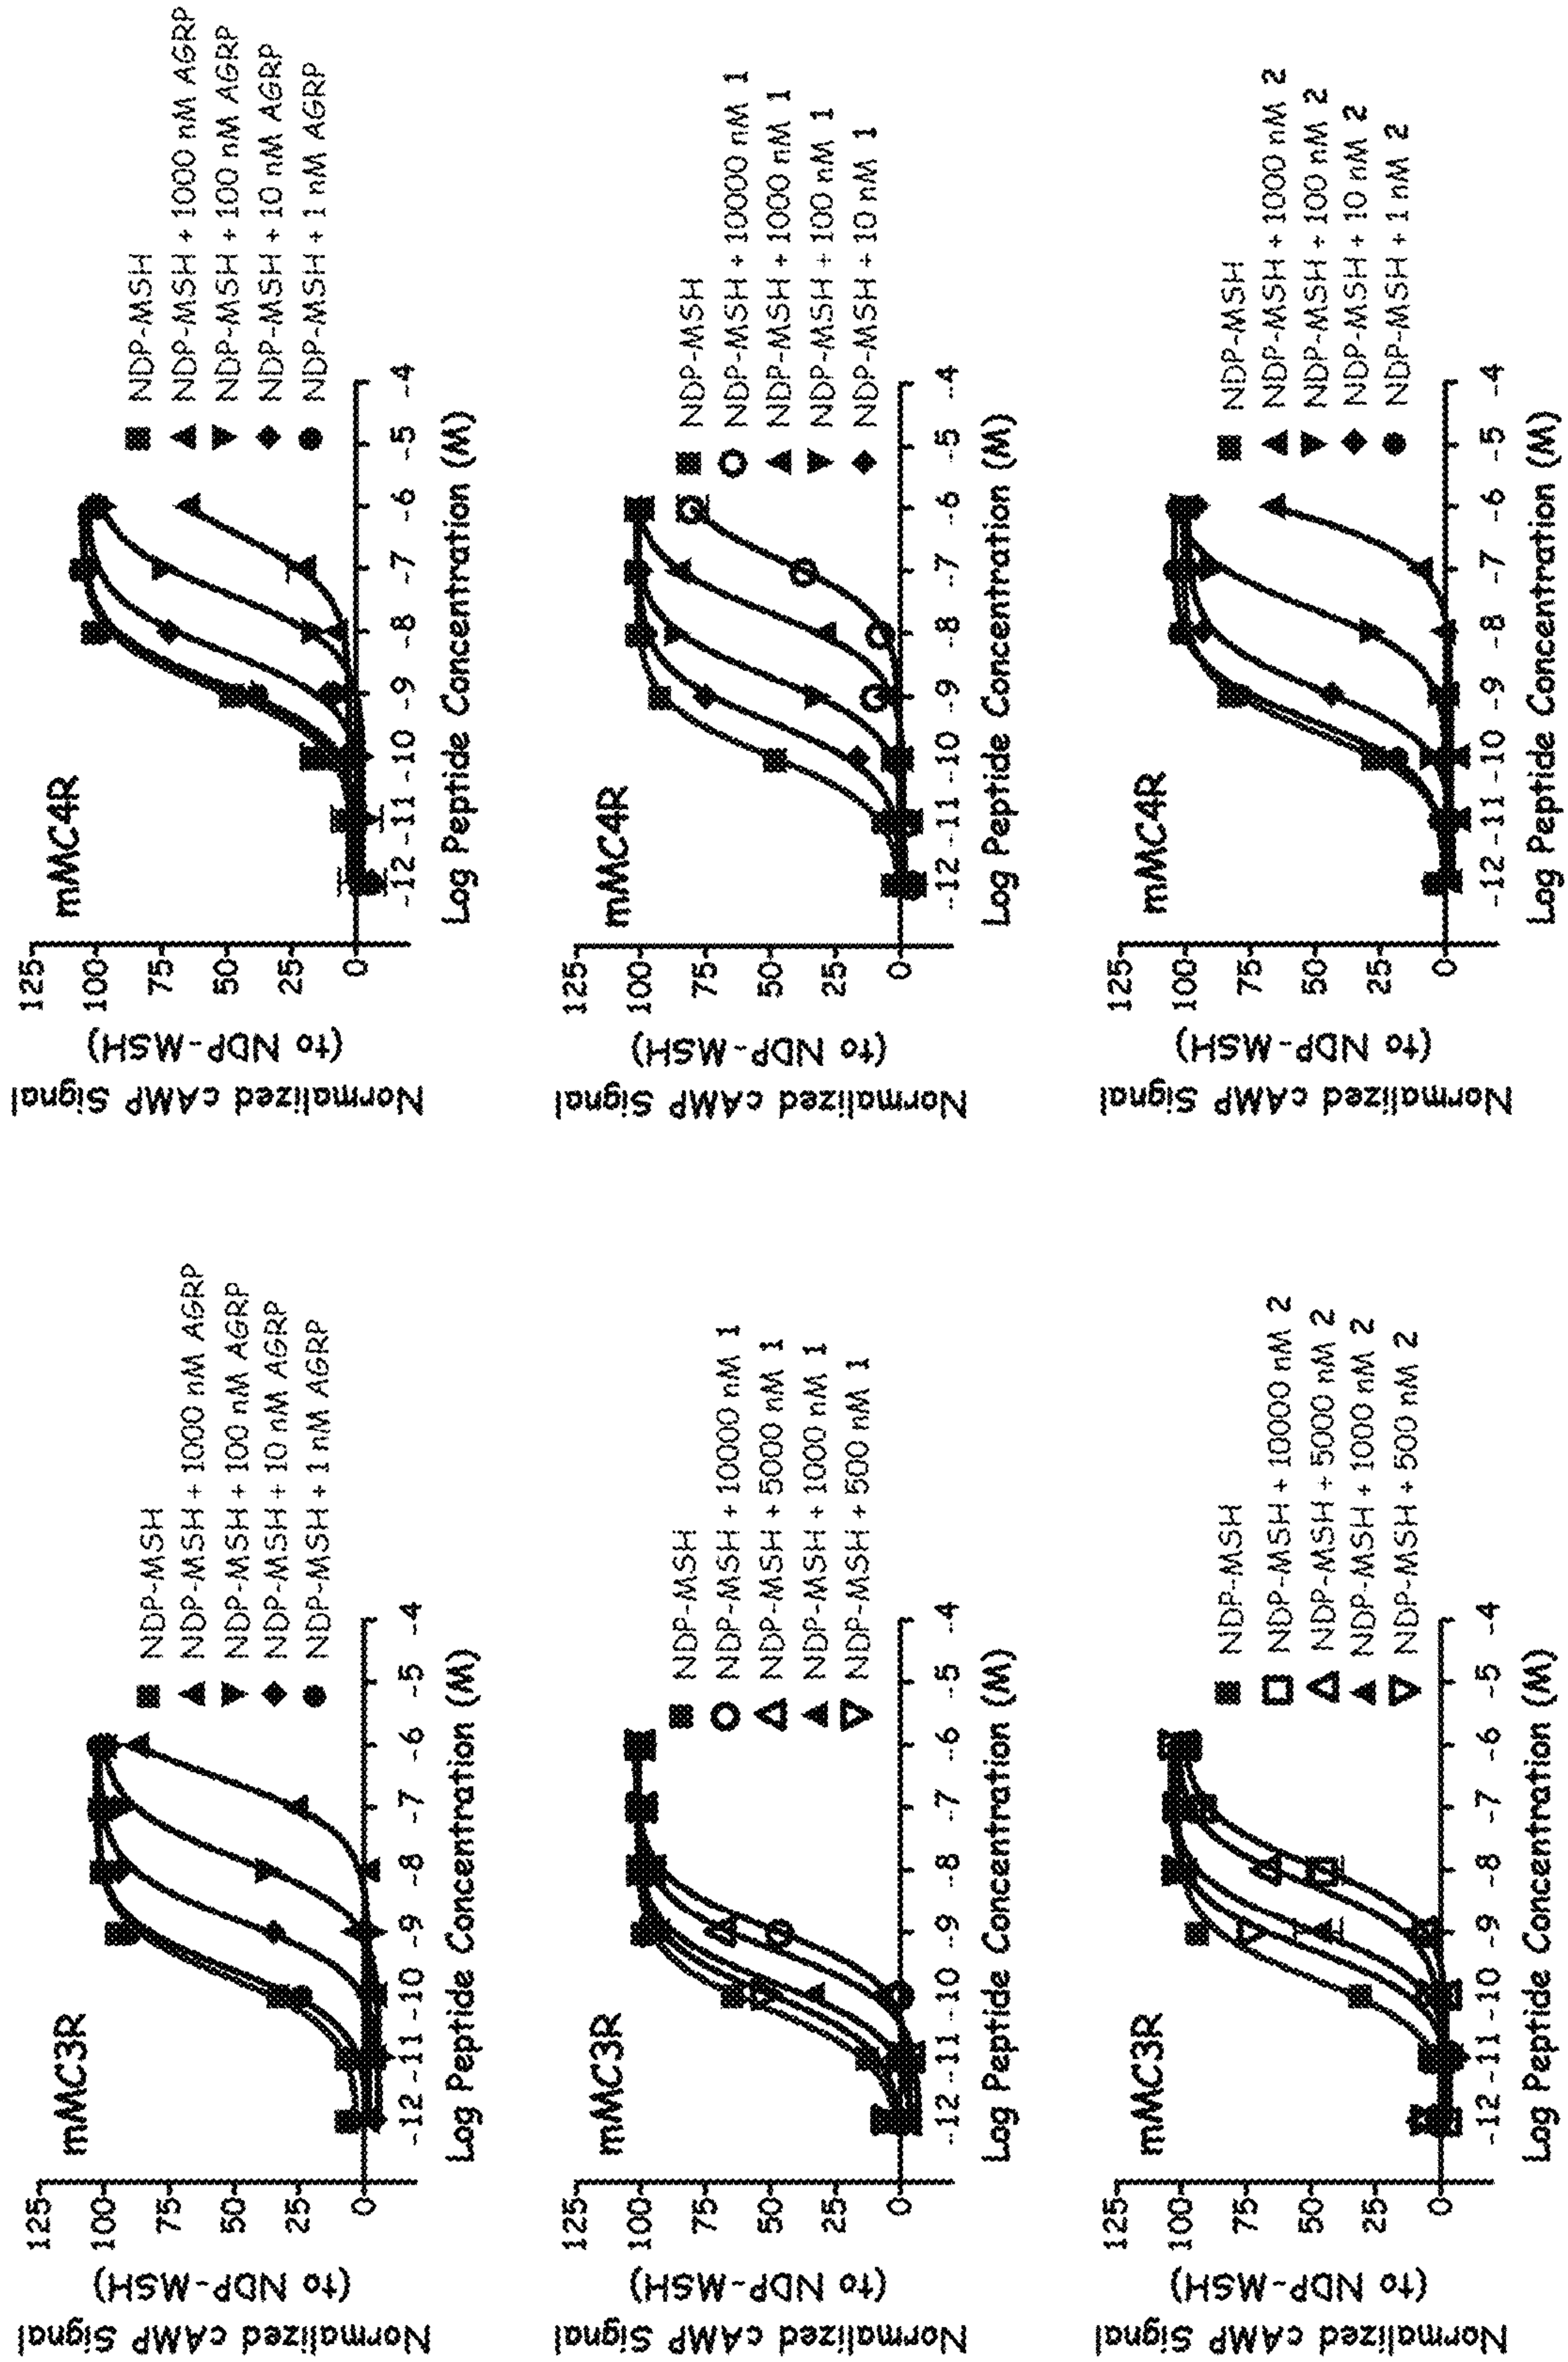 mMC3R
Normalized cAMP Signal
(to NDP-MSH)
125
100
75
50
25
0
-12 -11 -10 -9 -8 -7 -6 -5 -4
Log Peptide Concentration (M)
NDP-MSH
NDP-MSH + 1000 nM AGRP
NDP-MSH + 100 nM AGRP
NDP-MSH + 10 nM AGRP
NDP-MSH + 1 nM AGRP
mMC4R
Normalized cAMP Signal
(to NDP-MSH)
125
100
75
50
25
0
-12 -11 -10 -9 -8 -7 -6 -5 -4
Log Peptide Concentration (M)
NDP-MSH
NDP-MSH + 1000 nM AGRP
NDP-MSH + 100 nM AGRP
NDP-MSH + 10 nM AGRP
NDP-MSH + 1 nM AGRP
mMC3R
Normalized cAMP Signal
(to NDP-MSH)
125
100
75
50
25
0
-12 -11 -10 -9 -8 -7 -6 -5 -4
Log Peptide Concentration (M)
NDP-MSH
NDP-MSH + 10000 nM 1
NDP-MSH + 5000 nM 1
NDP-MSH + 1000 nM 1
NDP-MSH + 500 nM 1
mMC4R
Normalized cAMP Signal
(to NDP-MSH)
125
100
75
50
25
0
-12 -11 -10 -9 -8 -7 -6 -5 -4
Log Peptide Concentration (M)
NDP-MSH
NDP-MSH + 10000 nM 1
NDP-MSH + 1000 nM 1
NDP-MSH + 100 nM 1
NDP-MSH + 10 nM 1
mMC3R
Normalized cAMP Signal
(to NDP-MSH)
125
100
75
50
25
0
-12 -11 -10 -9 -8 -7 -6 -5 -4
Log Peptide Concentration (M)
NDP-MSH
NDP-MSH + 10000 nM 2
NDP-MSH + 5000 nM 2
NDP-MSH + 1000 nM 2
NDP-MSH + 500 nM 2
mMC4R
Normalized cAMP Signal
(to NDP-MSH)
125
100
75
50
25
0
-12 -11 -10 -9 -8 -7 -6 -5 -4
Log Peptide Concentration (M)
NDP-MSH
NDP-MSH + 1000 nM 2
NDP-MSH + 100 nM 2
NDP-MSH + 10 nM 2
NDP-MSH + 1 nM 2